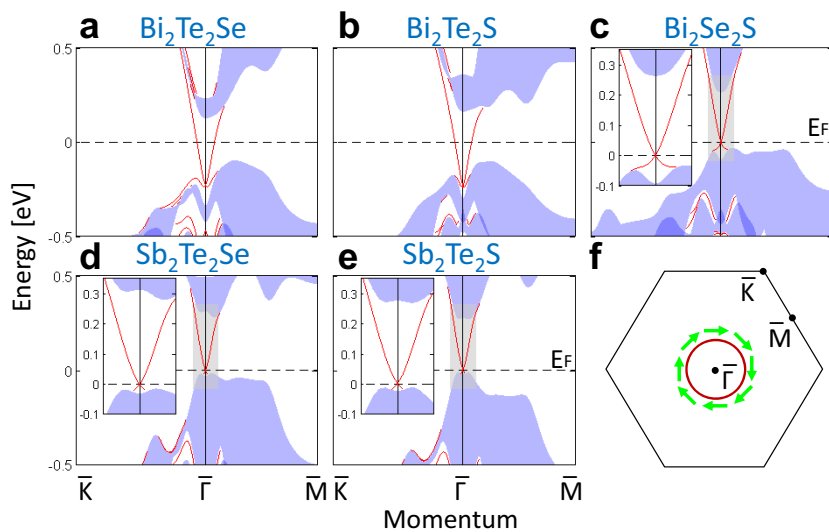 a Bi₂Te₂Se
b Bi₂Te₂S
c Bi₂Se₂S
0.5
0
-0.5
0.3
0.2
0.1
0
-0.1
E_F
d Sb₂Te₂Se
e Sb₂Te₂S
f
0.5
0
-0.5
0.3
0.2
0.1
0
-0.1
0.3
0.2
0.1
0
-0.1
E_F
K̅
M̅
Γ̅
K̅ Γ̅ M̅
K̅ Γ̅ M̅
Momentum
Energy [eV]